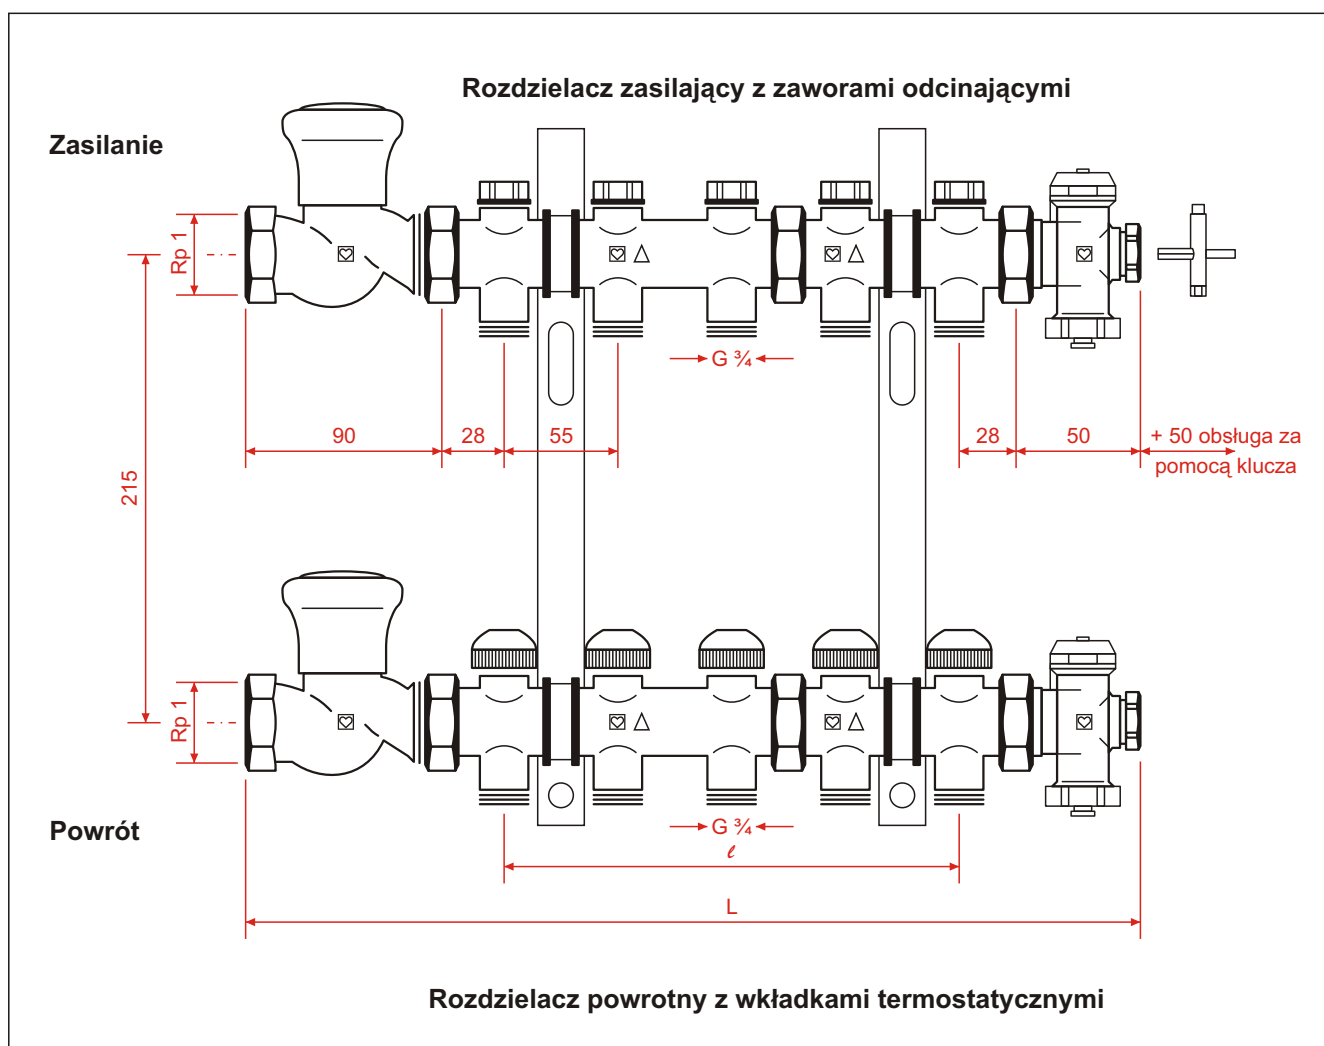 Rozdzielacz zasilający z zaworami odcinającymi
Zasilanie
Rp 1
G ¾
90
28
55
28
50
+ 50 obsługa za
pomocą klucza
215
Rp 1
Powrót
G ¾
ℓ
L
Rozdzielacz powrotny z wkładkami termostatycznymi